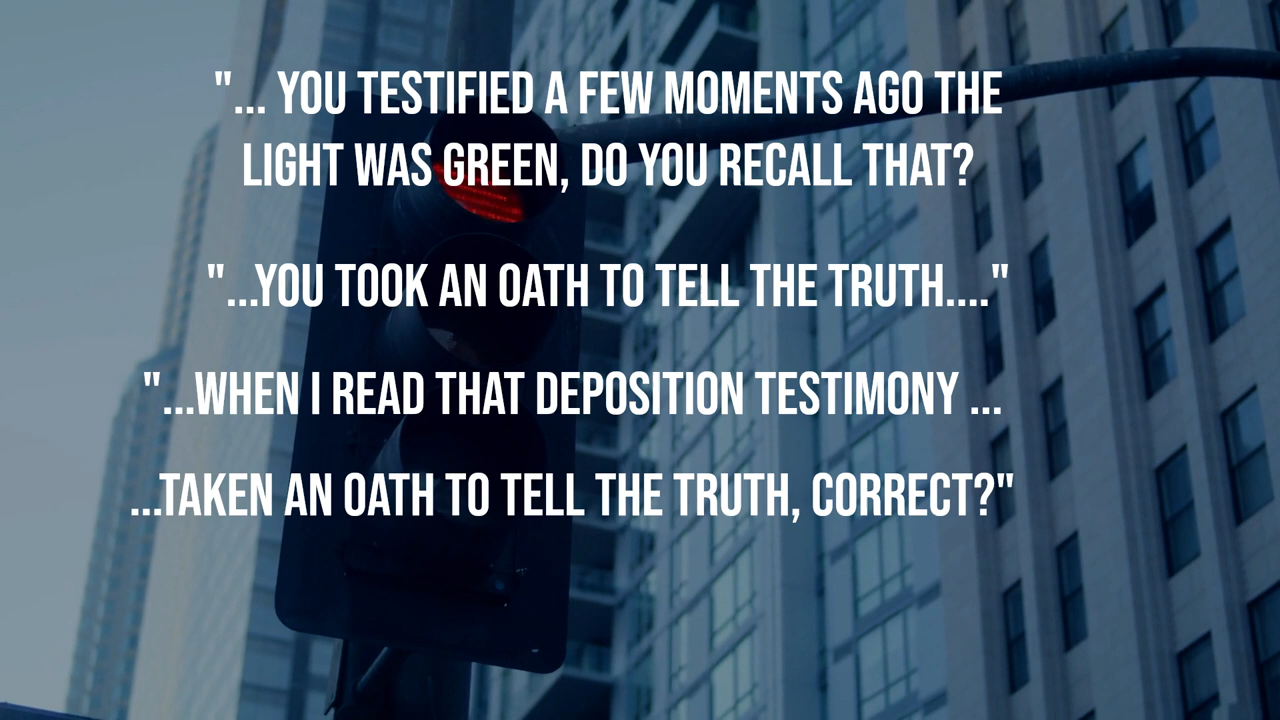 "... YOU TESTIFIED A FEW MOMENTS AGO THE
LIGHT WAS GREEN, DO YOU RECALL THAT?
"...YOU TOOK AN OATH TO TELL THE TRUTH...."
"...WHEN I READ THAT DEPOSITION TESTIMONY ...
...TAKEN AN OATH TO TELL THE TRUTH, CORRECT?"